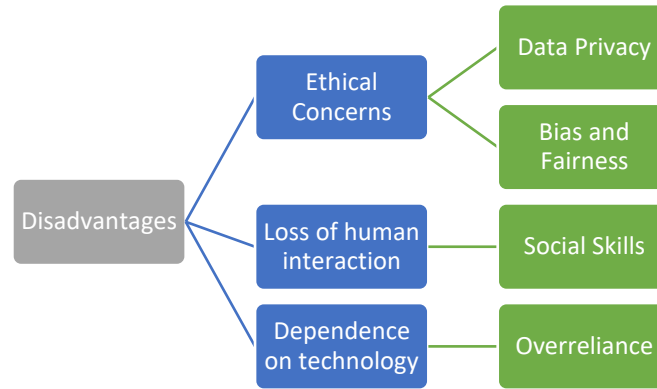 Disadvantages
Ethical
Concerns
Data Privacy
Bias and
Fairness
Loss of human
interaction
Social Skills
Dependence
on technology
Overreliance